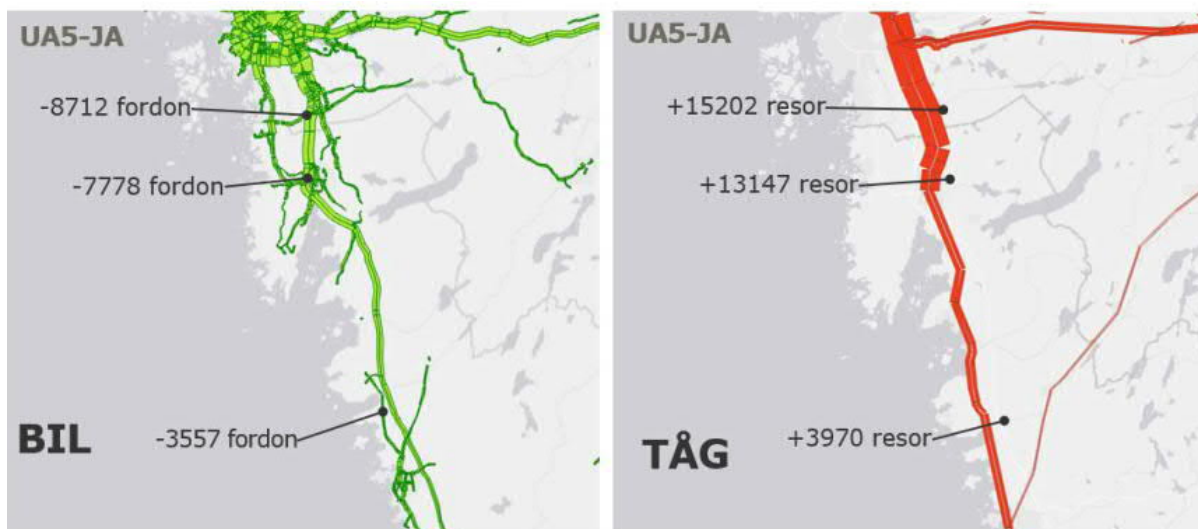 UA5-JA
-8712 fordon
-7778 fordon
-3557 fordon
BIL
UA5-JA
+15202 resor
+13147 resor
+3970 resor
TÅG